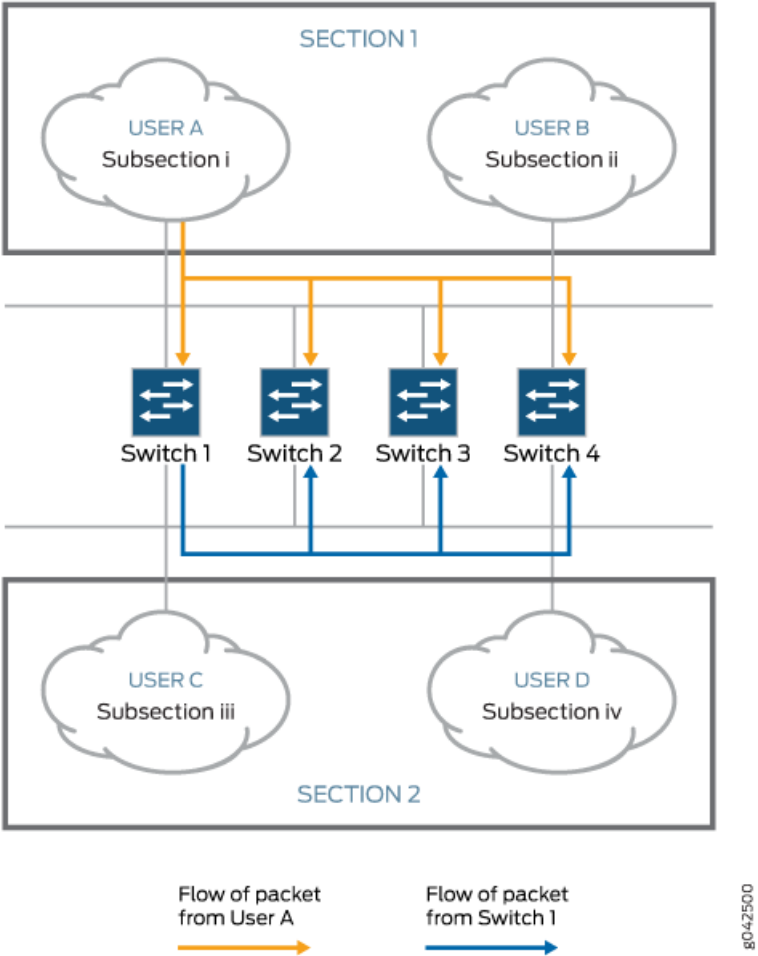 SECTION 1
USER A
Subsection i
USER B
Subsection ii
Switch 1
Switch 2
Switch 3
Switch 4
USER C
Subsection iii
USER D
Subsection iv
SECTION 2
Flow of packet
from User A
Flow of packet
from Switch 1
g042500